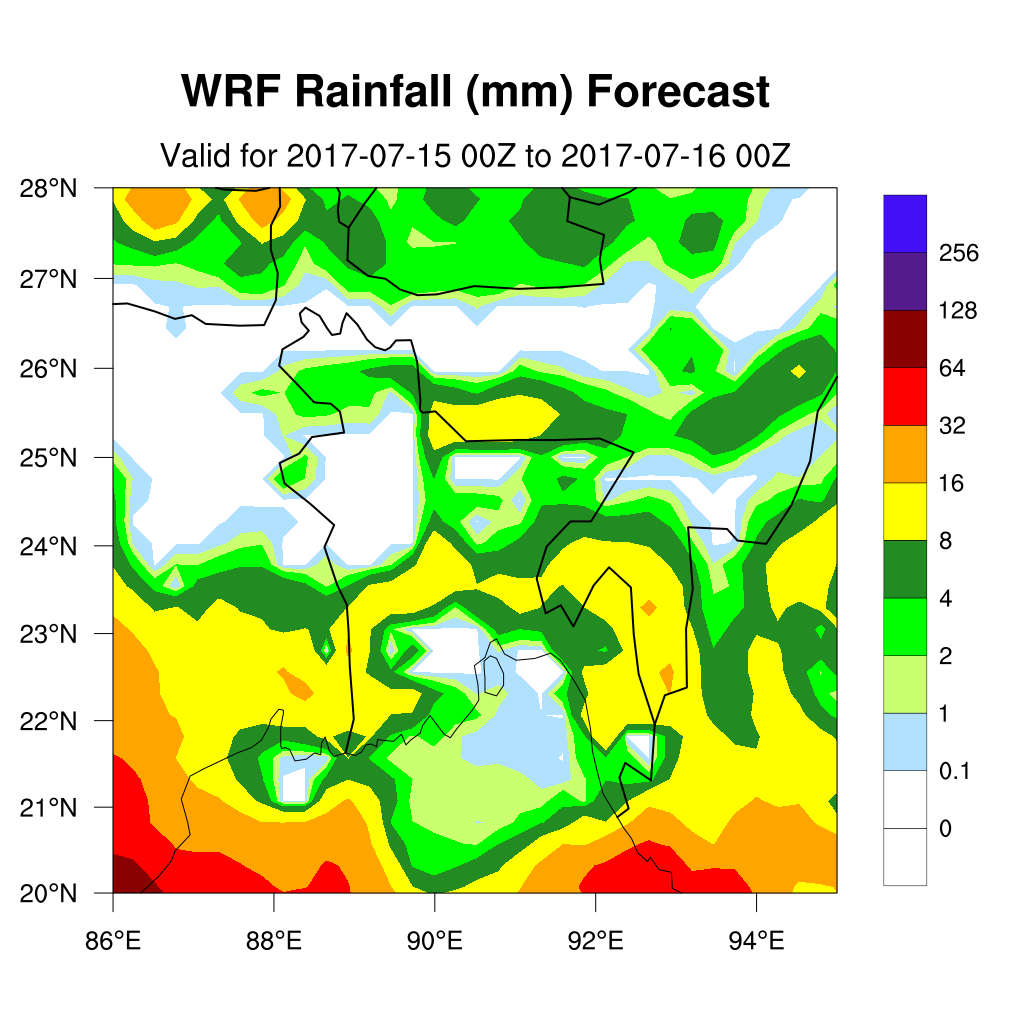 WRF Rainfall (mm) Forecast
Valid for 2017-07-15 00Z to 2017-07-16 00Z
28°N
27°N
26°N
25°N
24°N
23°N
22°N
21°N
20°N
86°E 88°E 90°E 92°E 94°E
256
128
64
32
16
8
4
2
1
0.1
0